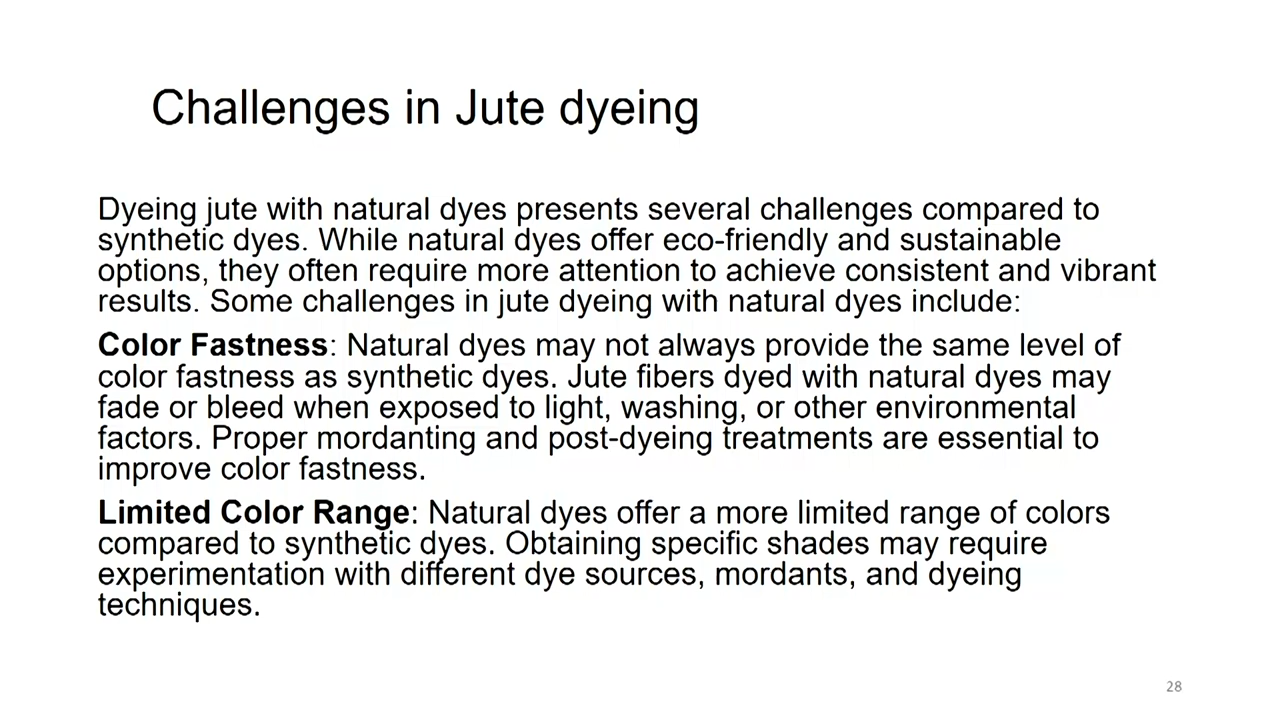 Challenges in Jute dyeing
Dyeing jute with natural dyes presents several challenges compared to
synthetic dyes. While natural dyes offer eco-friendly and sustainable
options, they often require more attention to achieve consistent and vibrant
results. Some challenges in jute dyeing with natural dyes include:
Color Fastness: Natural dyes may not always provide the same level of
color fastness as synthetic dyes. Jute fibers dyed with natural dyes may
fade or bleed when exposed to light, washing, or other environmental
factors. Proper mordanting and post-dyeing treatments are essential to
improve color fastness.
Limited Color Range: Natural dyes offer a more limited range of colors
compared to synthetic dyes. Obtaining specific shades may require
experimentation with different dye sources, mordants, and dyeing
techniques.
28